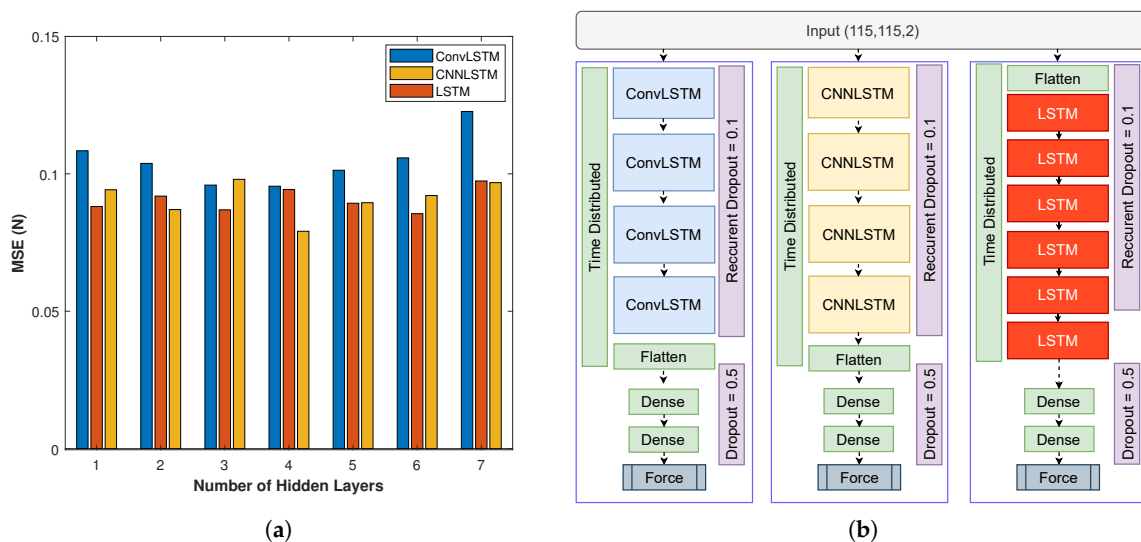 0.15
0.1
0.05
0
MSE (N)
ConvLSTM
CNNLSTM
LSTM
1 2 3 4 5 6 7
Number of Hidden Layers
(a)
Input (115,115,2)
Time Distributed
ConvLSTM
ConvLSTM
ConvLSTM
ConvLSTM
Reccurent Dropout = 0.1
Flatten
Dense
Dense
Dropout = 0.5
Force
Time Distributed
CNNLSTM
CNNLSTM
CNNLSTM
CNNLSTM
Reccurent Dropout = 0.1
Flatten
Dense
Dense
Dropout = 0.5
Force
Time Distributed
Flatten
LSTM
LSTM
LSTM
LSTM
LSTM
LSTM
Reccurent Dropout = 0.1
Dense
Dense
Dropout = 0.5
Force
(b)